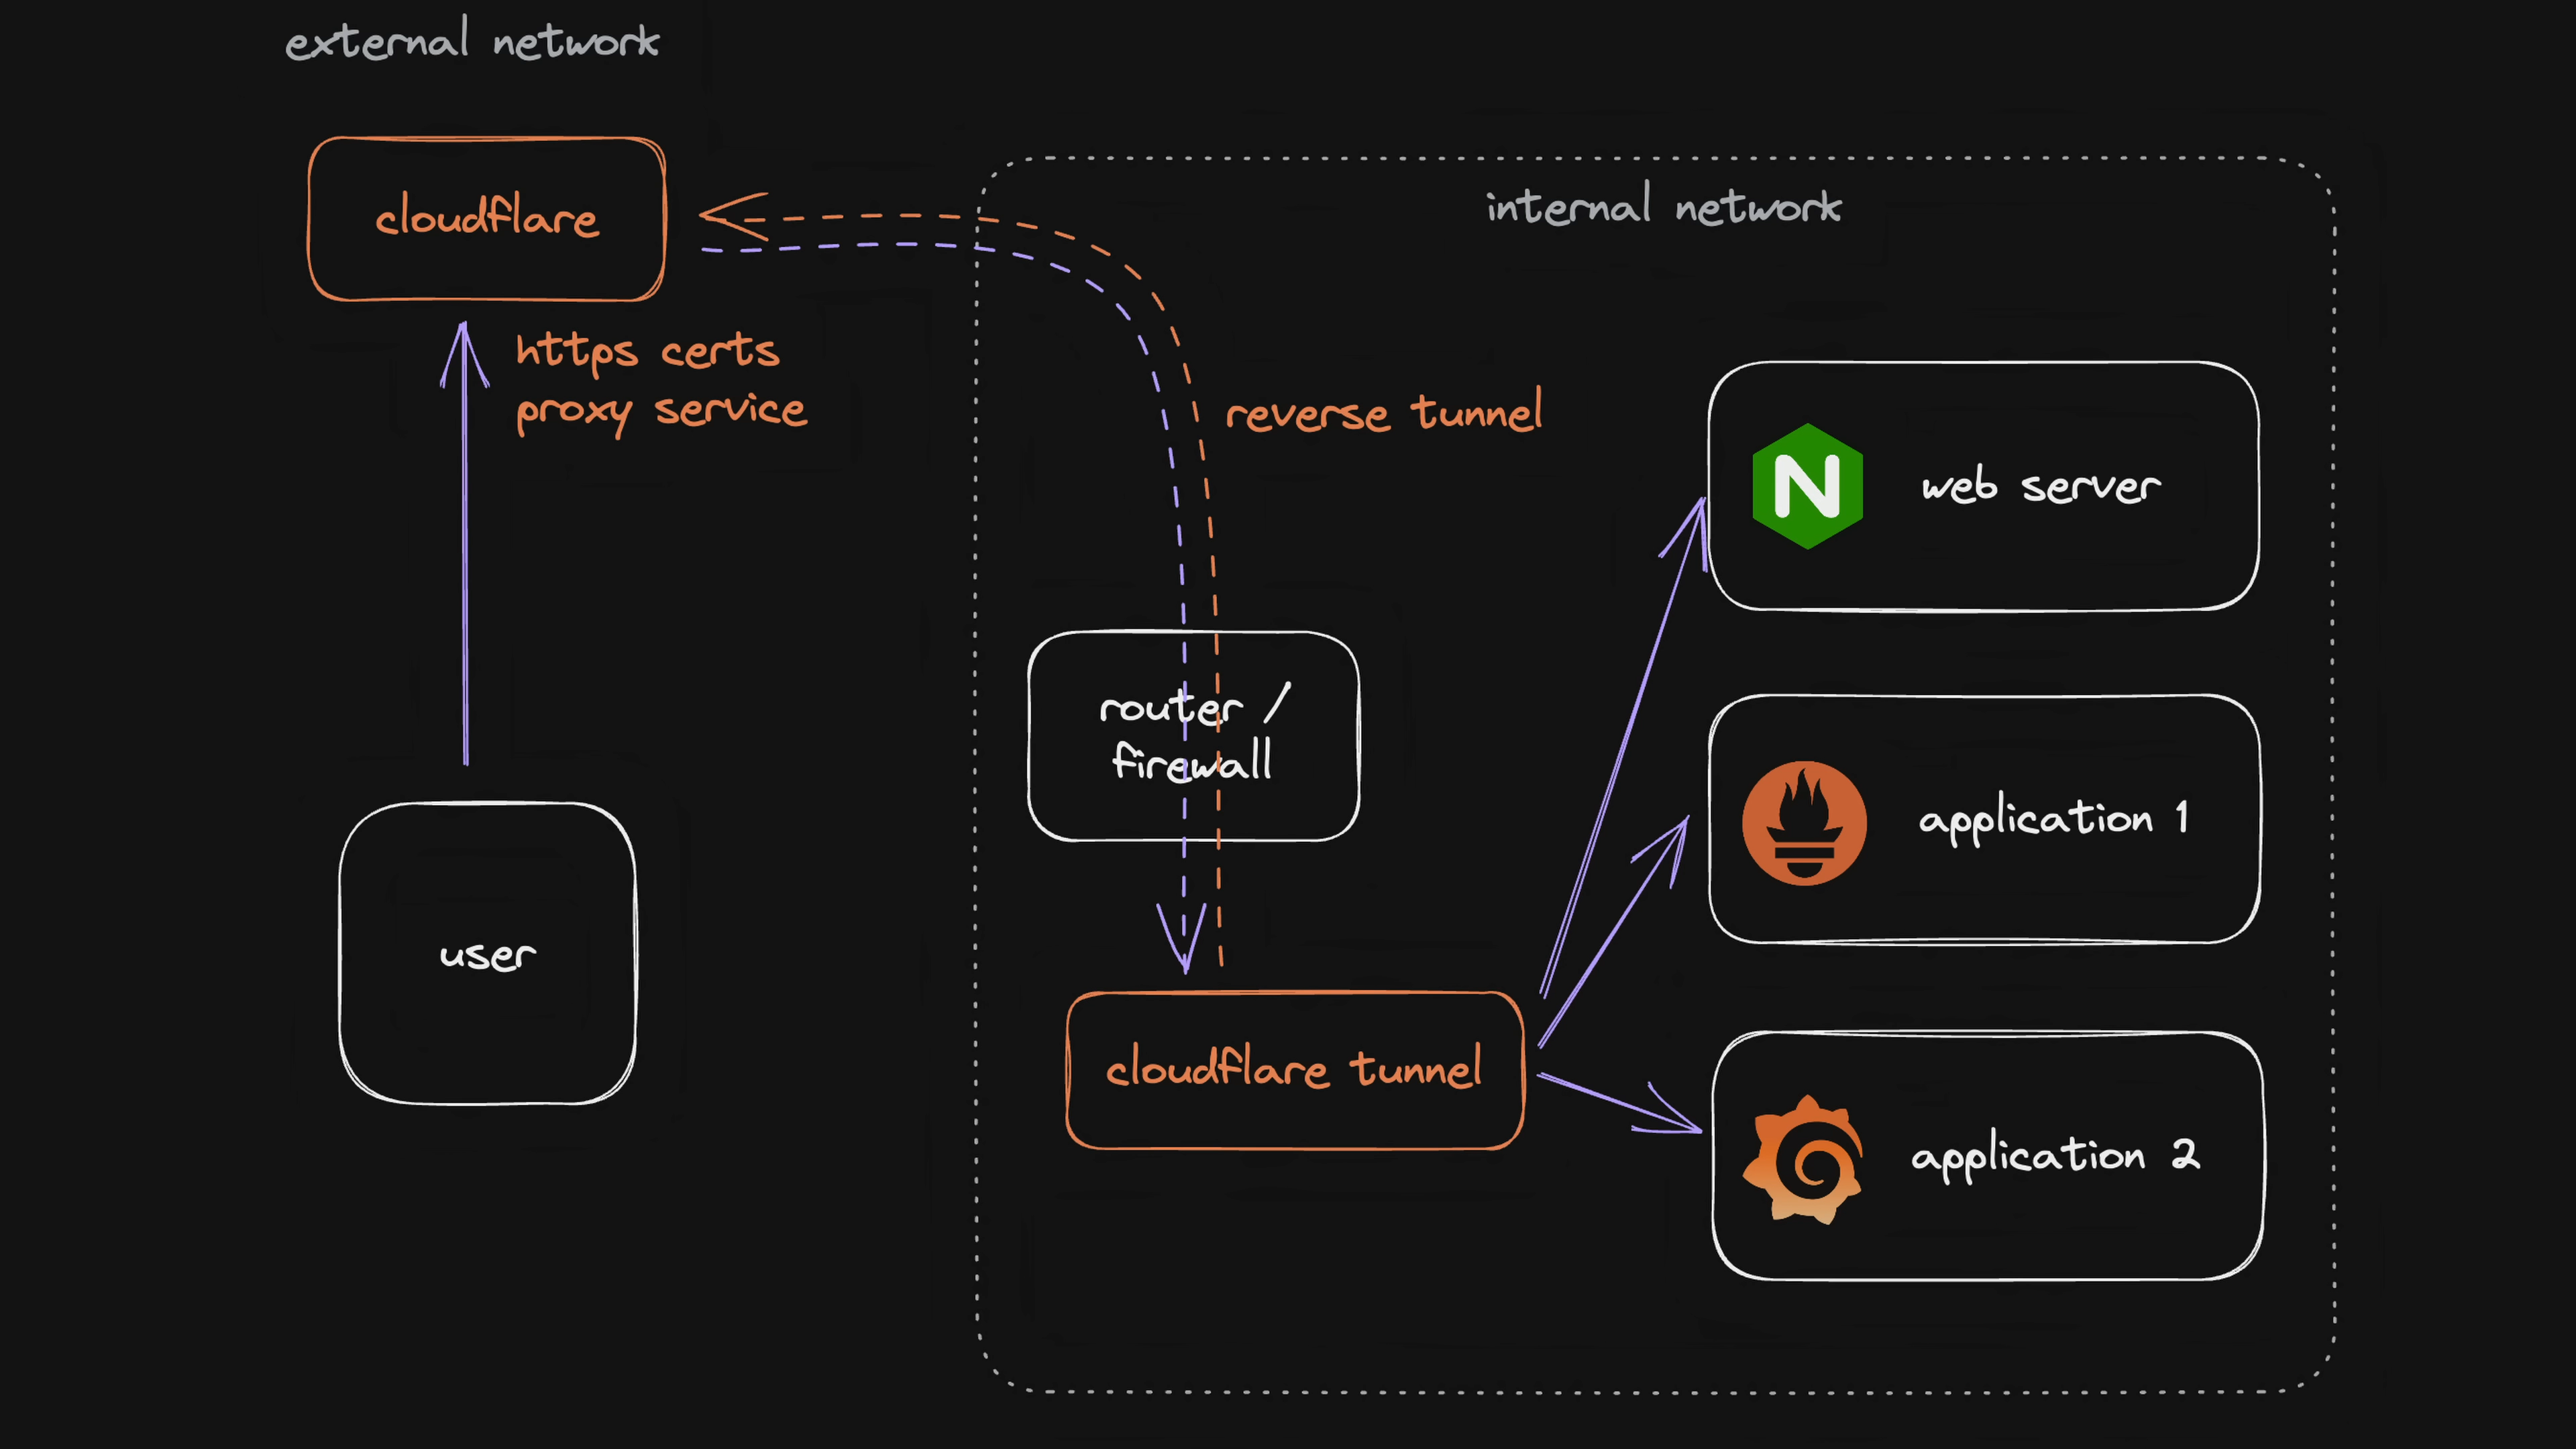 external network
cloudflare
https certs
proxy service
user
internal network
reverse tunnel
router /
firewall
cloudflare tunnel
N
web server
application 1
application 2